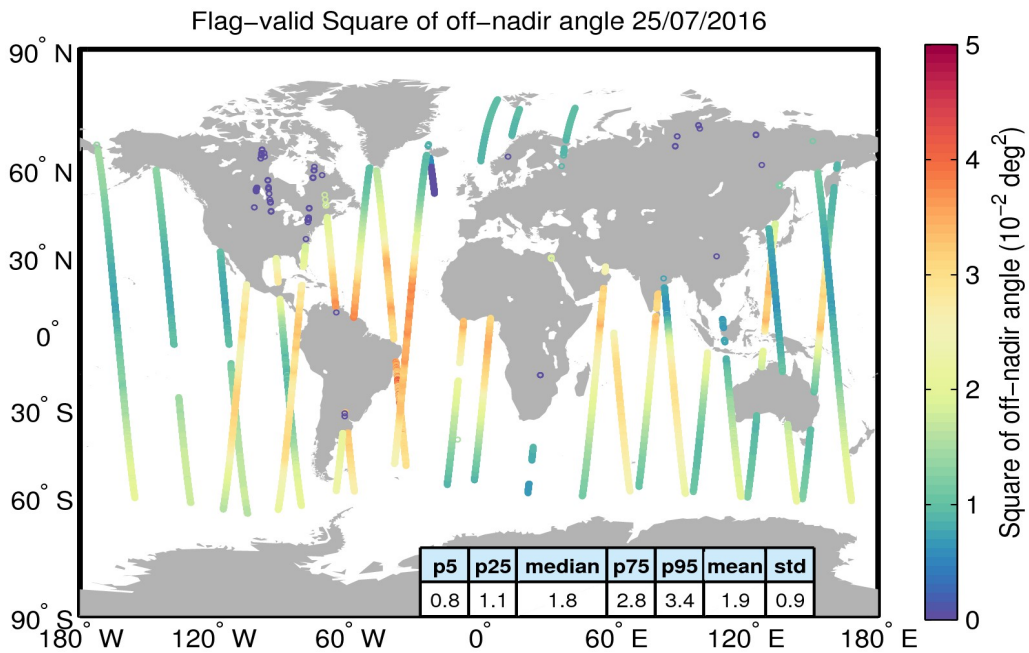 Flag−valid Square of off−nadir angle 25/07/2016
90° N
60° N
30° N
0°
30° S
60° S
90° S
180° W
120° W
60° W
0°
60° E
120° E
180° E
p5 p25 median p75 p95 mean std
0.8 1.1 1.8 2.8 3.4 1.9 0.9
5
4
3
2
1
0
Square of off−nadir angle (10⁻² deg²)